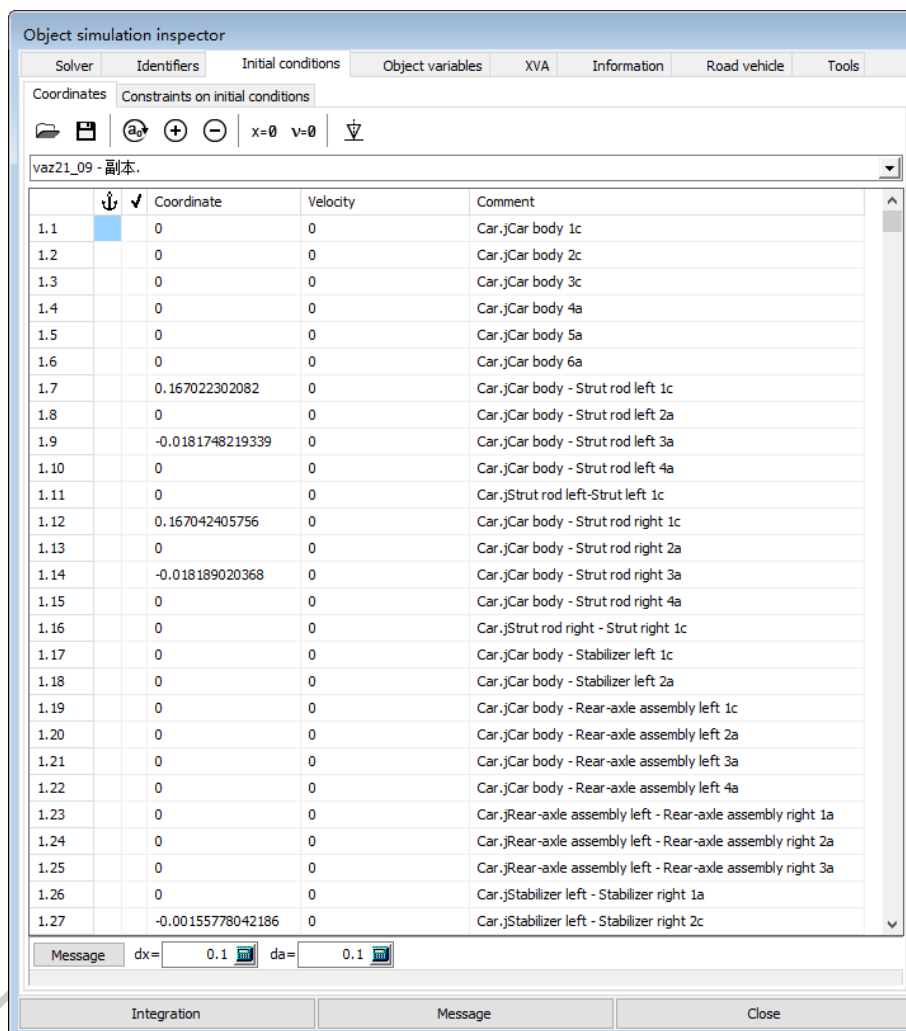 Object simulation inspector
Solver Identifiers Initial conditions Object variables XVA Information Road vehicle Tools
Coordinates Constraints on initial conditions
a₀ x=0 v=0
vaz21_09 - 副本.
Coordinate Velocity Comment
1.1 0 0 Car.jCar body 1c
1.2 0 0 Car.jCar body 2c
1.3 0 0 Car.jCar body 3c
1.4 0 0 Car.jCar body 4a
1.5 0 0 Car.jCar body 5a
1.6 0 0 Car.jCar body 6a
1.7 0.167022302082 0 Car.jCar body - Strut rod left 1c
1.8 0 0 Car.jCar body - Strut rod left 2a
1.9 -0.0181748219339 0 Car.jCar body - Strut rod left 3a
1.10 0 0 Car.jCar body - Strut rod left 4a
1.11 0 0 Car.jStrut rod left-Strut left 1c
1.12 0.167042405756 0 Car.jCar body - Strut rod right 1c
1.13 0 0 Car.jCar body - Strut rod right 2a
1.14 -0.018189020368 0 Car.jCar body - Strut rod right 3a
1.15 0 0 Car.jCar body - Strut rod right 4a
1.16 0 0 Car.jStrut rod right - Strut right 1c
1.17 0 0 Car.jCar body - Stabilizer left 1c
1.18 0 0 Car.jCar body - Stabilizer left 2a
1.19 0 0 Car.jCar body - Rear-axle assembly left 1c
1.20 0 0 Car.jCar body - Rear-axle assembly left 2a
1.21 0 0 Car.jCar body - Rear-axle assembly left 3a
1.22 0 0 Car.jCar body - Rear-axle assembly left 4a
1.23 0 0 Car.jRear-axle assembly left - Rear-axle assembly right 1a
1.24 0 0 Car.jRear-axle assembly left - Rear-axle assembly right 2a
1.25 0 0 Car.jRear-axle assembly left - Rear-axle assembly right 3a
1.26 0 0 Car.jStabilizer left - Stabilizer right 1a
1.27 -0.00155778042186 0 Car.jStabilizer left - Stabilizer right 2c
Message dx= 0.1 da= 0.1
Integration Message Close